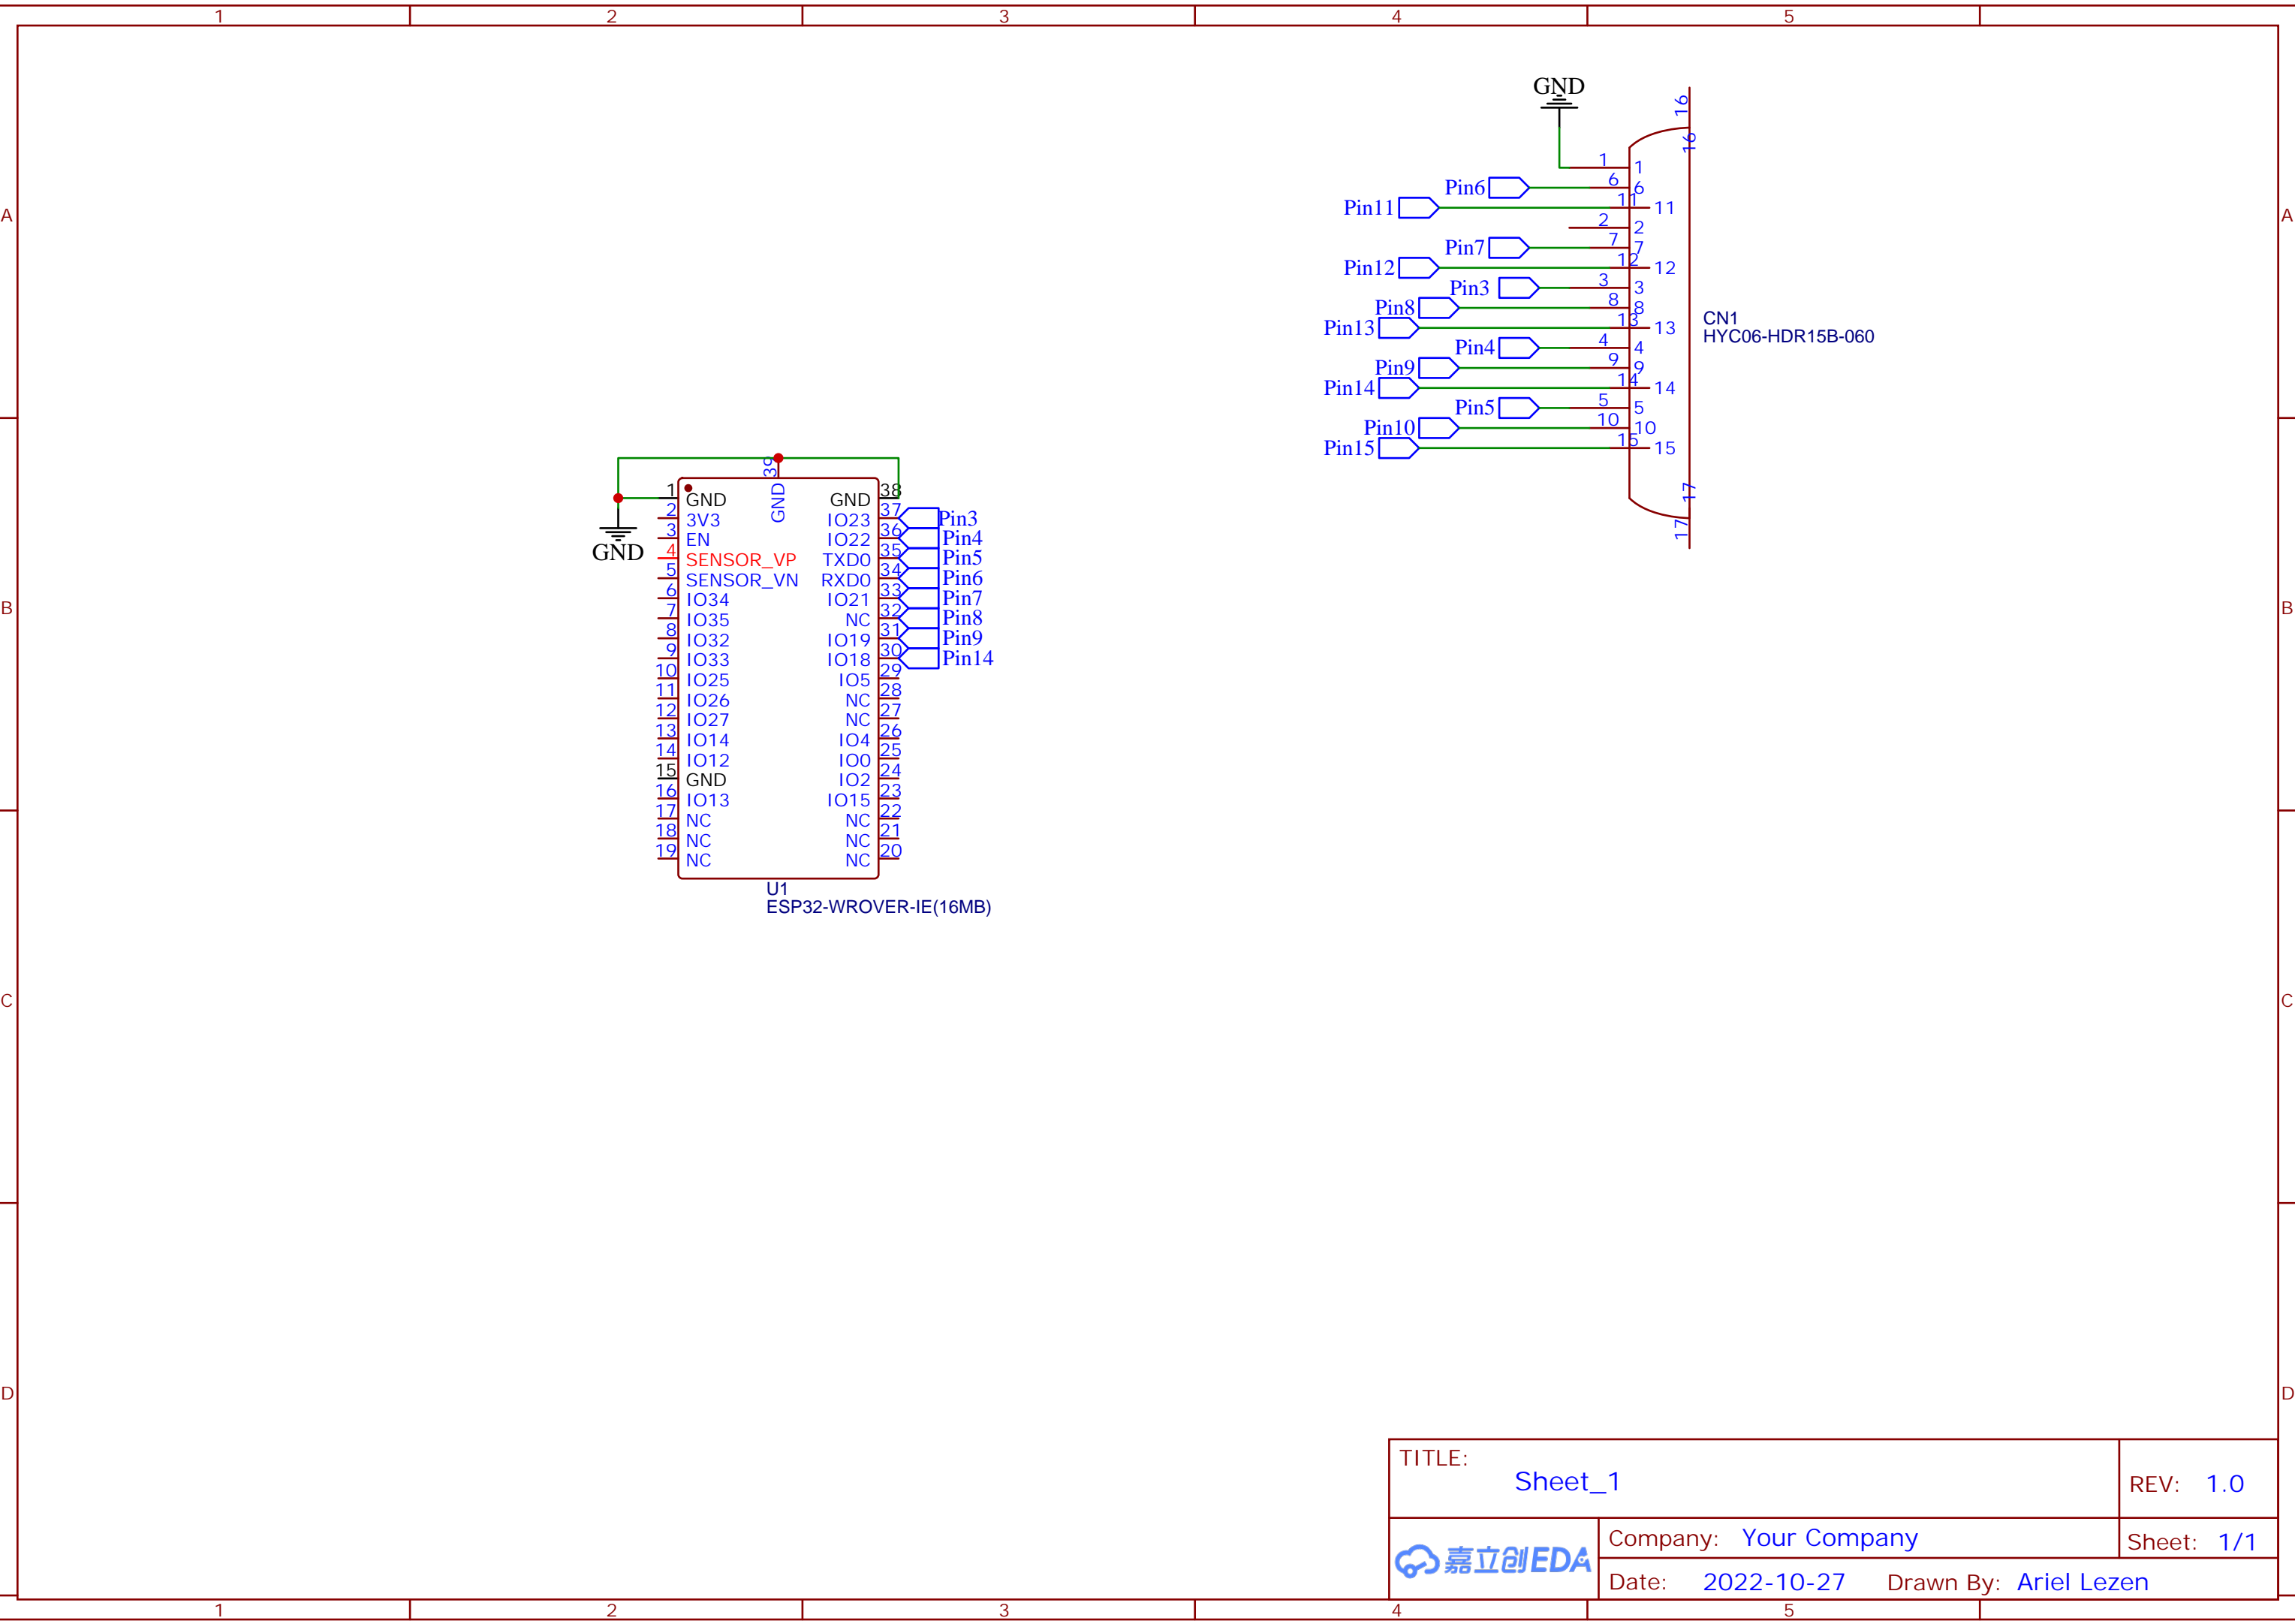 1 2 3 4 5
A A
B B
C C
D D
GND
16
16
1 1
Pin6 6 6
Pin11 11 11
2 2
Pin7 7 7
Pin12 12 12
Pin3 3 3
Pin8 8 8
Pin13 13 13
Pin4 4 4
Pin9 9 9
Pin14 14 14
Pin5 5 5
Pin10 10 10
Pin15 15 15
17
17
CN1
HYC06-HDR15B-060
39
GND
GND
1 GND GND 38
2 3V3 IO23 37 Pin3
3 EN IO22 36 Pin4
4 SENSOR_VP TXD0 35 Pin5
5 SENSOR_VN RXD0 34 Pin6
6 IO34 IO21 33 Pin7
7 IO35 NC 32 Pin8
8 IO32 IO19 31 Pin9
9 IO33 IO18 30 Pin14
10 IO25 IO5 29
11 IO26 NC 28
12 IO27 NC 27
13 IO14 IO4 26
14 IO12 IO0 25
15 GND IO2 24
16 IO13 IO15 23
17 NC NC 22
18 NC NC 21
19 NC NC 20
U1
ESP32-WROVER-IE(16MB)
TITLE:
Sheet_1
REV: 1.0
嘉立创EDA
Company: Your Company
Sheet: 1/1
Date: 2022-10-27 Drawn By: Ariel Lezen
1 2 3 4 5